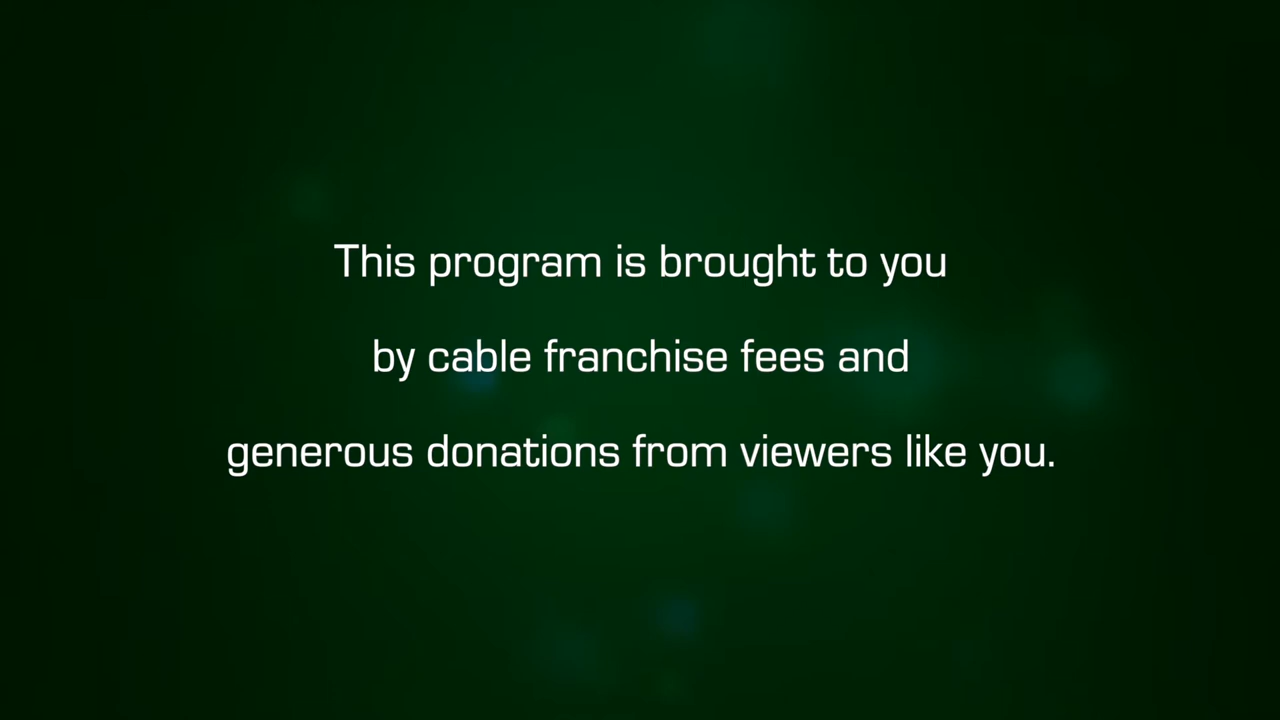 This program is brought to you
by cable franchise fees and
generous donations from viewers like you.